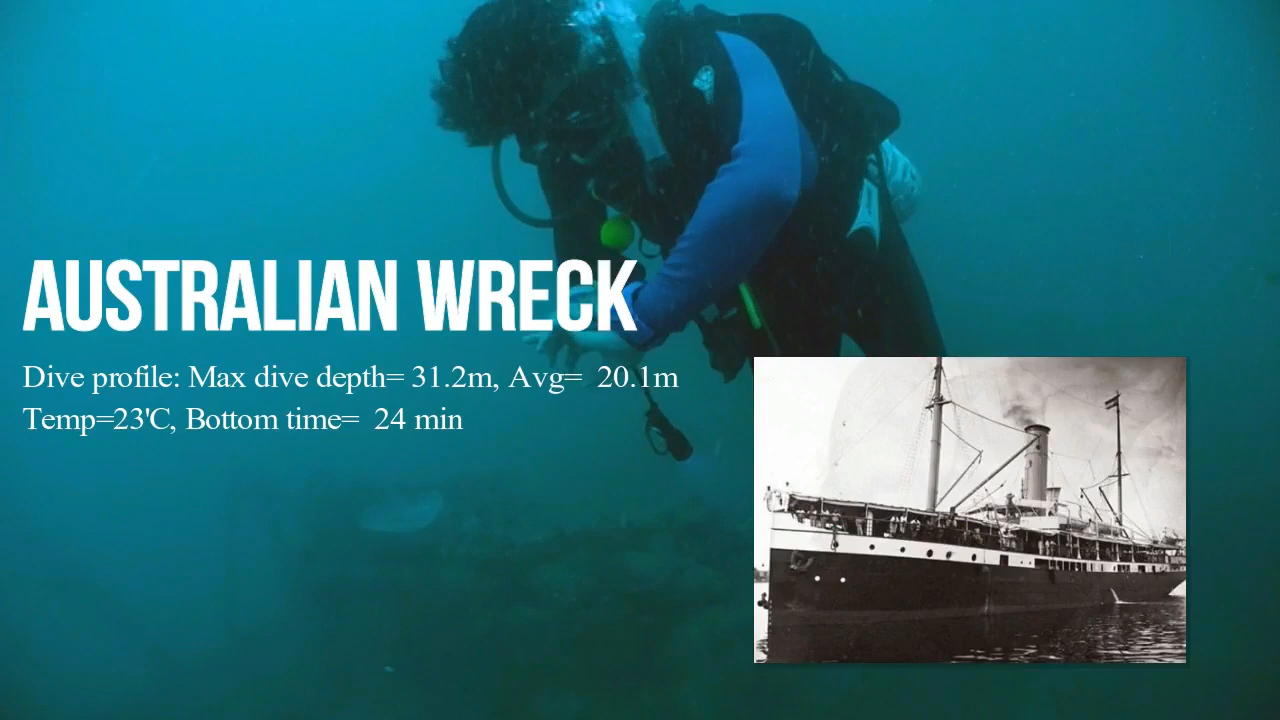 AUSTRALIAN WRECK
Dive profile: Max dive depth= 31.2m, Avg=  20.1m
Temp=23'C, Bottom time=  24 min